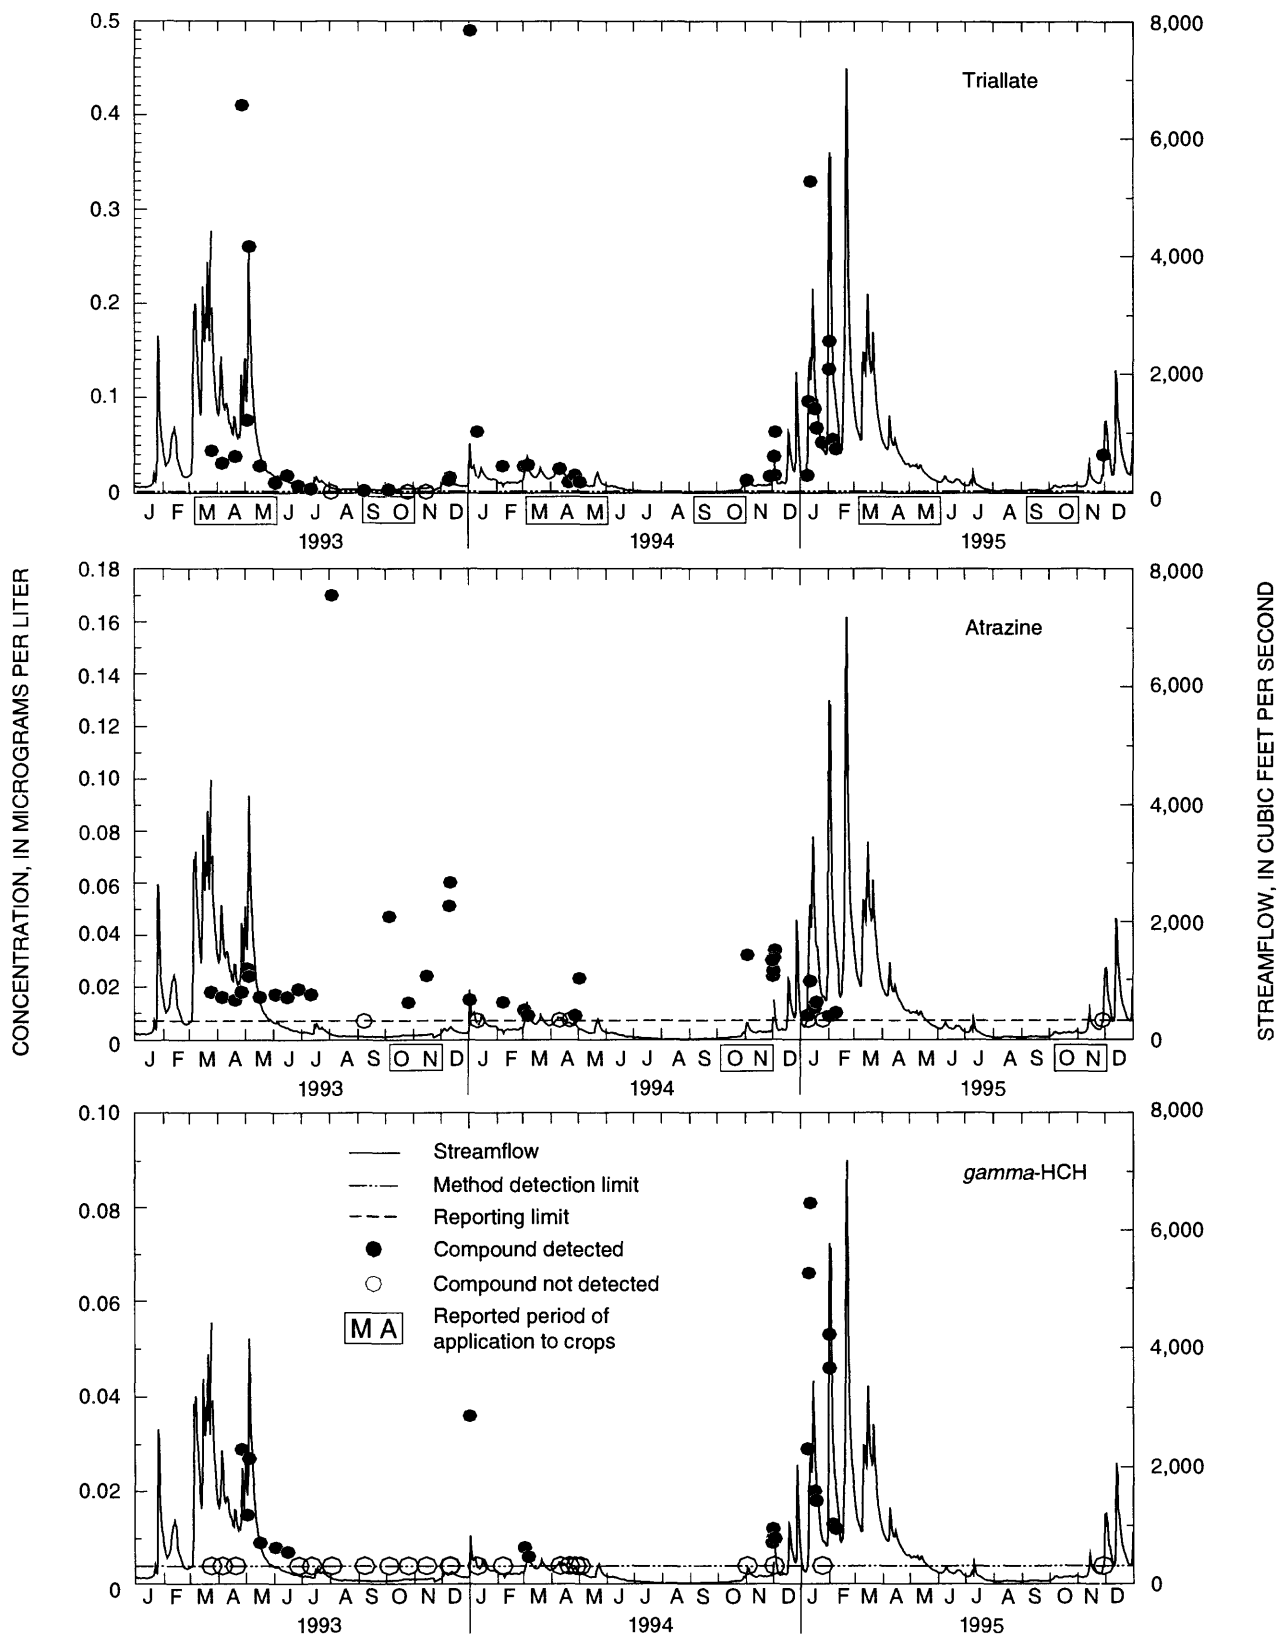 0.5
0.4
0.3
0.2
0.1
0
8,000
6,000
4,000
2,000
0
Triallate
J F M A M J J A S O N D J F M A M J J A S O N D J F M A M J J A S O N D
1993 1994 1995
CONCENTRATION, IN MICROGRAMS PER LITER
STREAMFLOW, IN CUBIC FEET PER SECOND
0.18
0.16
0.14
0.12
0.10
0.08
0.06
0.04
0.02
0
8,000
6,000
4,000
2,000
0
Atrazine
J F M A M J J A S O N D J F M A M J J A S O N D J F M A M J J A S O N D
1993 1994 1995
0.10
0.08
0.06
0.04
0.02
0
8,000
6,000
4,000
2,000
0
gamma-HCH
Streamflow
Method detection limit
Reporting limit
Compound detected
Compound not detected
M A
Reported period of
application to crops
J F M A M J J A S O N D J F M A M J J A S O N D J F M A M J J A S O N D
1993 1994 1995